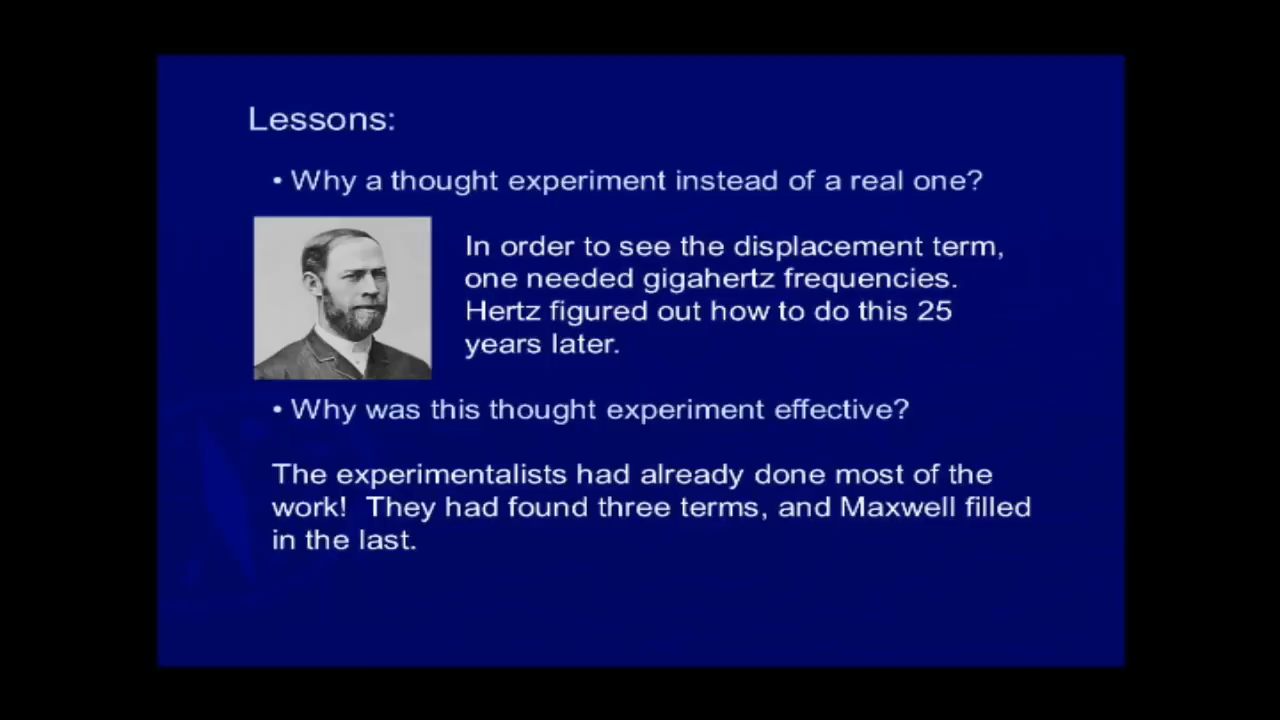 Lessons:
• Why a thought experiment instead of a real one?
In order to see the displacement term,
one needed gigahertz frequencies.
Hertz figured out how to do this 25
years later.
• Why was this thought experiment effective?
The experimentalists had already done most of the
work!  They had found three terms, and Maxwell filled
in the last.